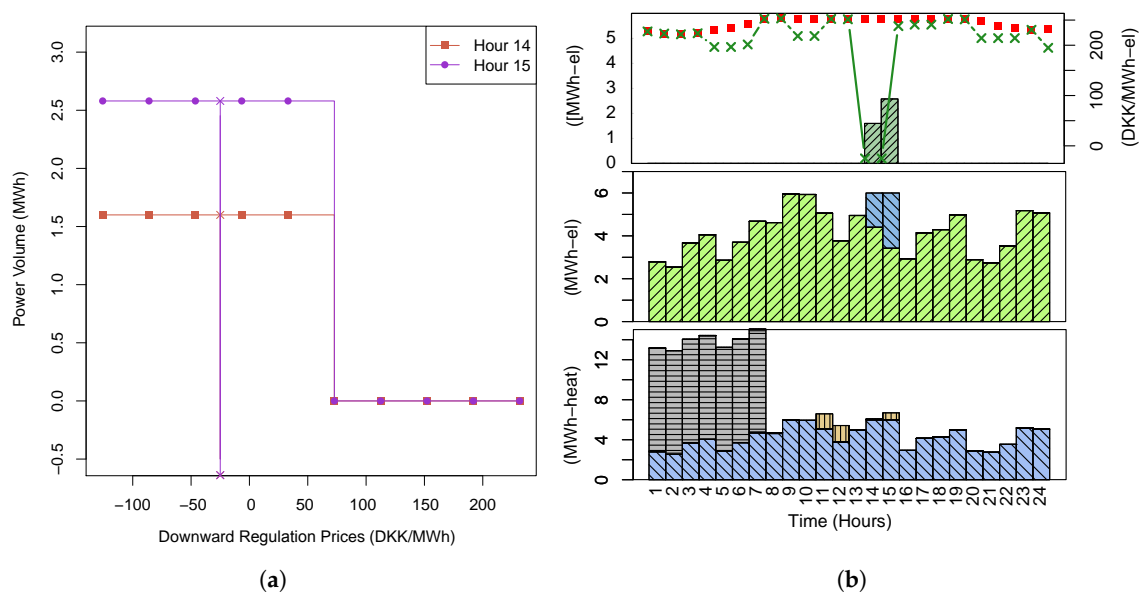 Hour 14
Hour 15
3.0
2.5
2.0
1.5
1.0
0.5
0.0
−0.5
Power Volume (MWh)
−100
−50
0
50
100
150
200
Downward Regulation Prices (DKK/MWh)
(a)
5
4
3
2
1
0
([MWh−el)
200
100
0
(DKK/MWh−el)
6
4
2
0
(MWh−el)
12
8
4
0
(MWh−heat)
1 2 3 4 5 6 7 8 9 10 11 12 13 14 15 16 17 18 19 20 21 22 23 24
Time (Hours)
(b)